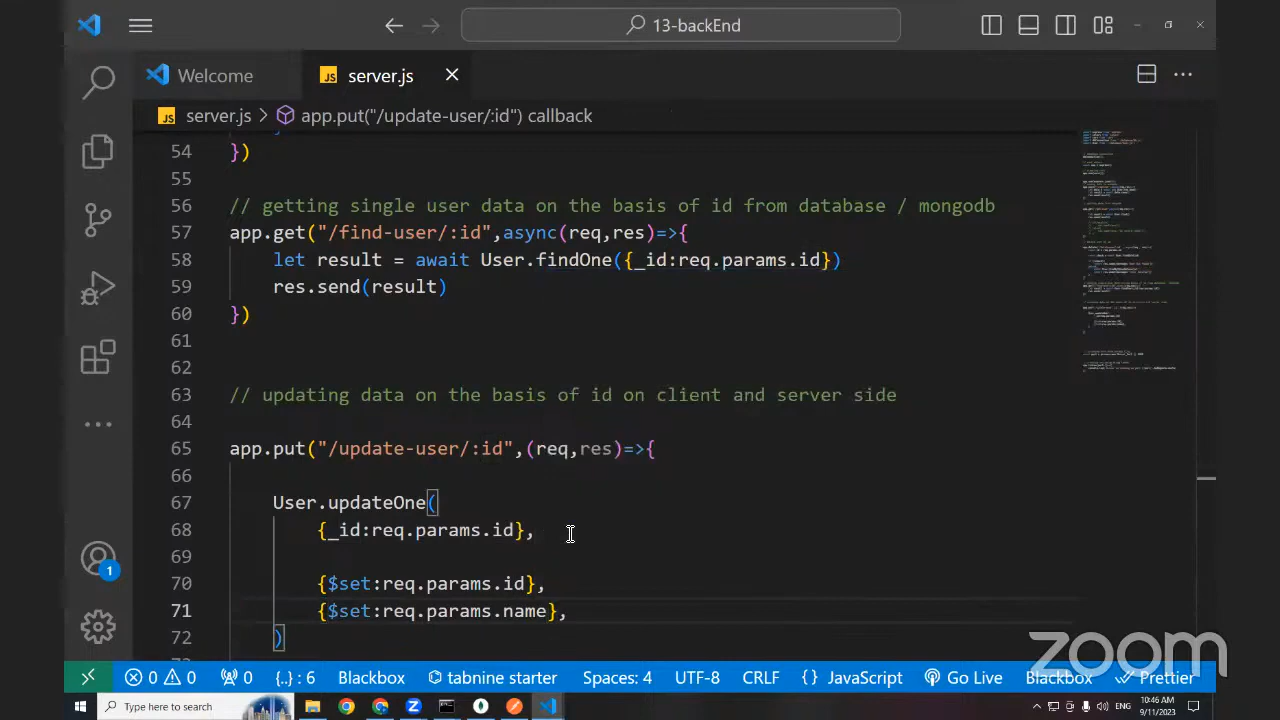 13-backEnd
Welcome
JS server.js
JS server.js > app.put("/update-user/:id") callback
54 })
55
56 // getting single user data on the basis of id from database / mongodb
57 app.get("/find-user/:id",async(req,res)=>{
58 let result = await User.findOne({_id:req.params.id})
59 res.send(result)
60 })
61
62
63 // updating data on the basis of id on client and server side
64
65 app.put("/update-user/:id",(req,res)=>{
66
67 User.updateOne(
68 {_id:req.params.id},
69
70 {$set:req.params.id},
71 {$set:req.params.name},
72 )
1
zoom
0 0 0 {..} : 6 Blackbox tabnine starter Spaces: 4 UTF-8 CRLF { } JavaScript Go Live Blackbox Prettier
Type here to search
ENG
10:46 AM
9/11/2023